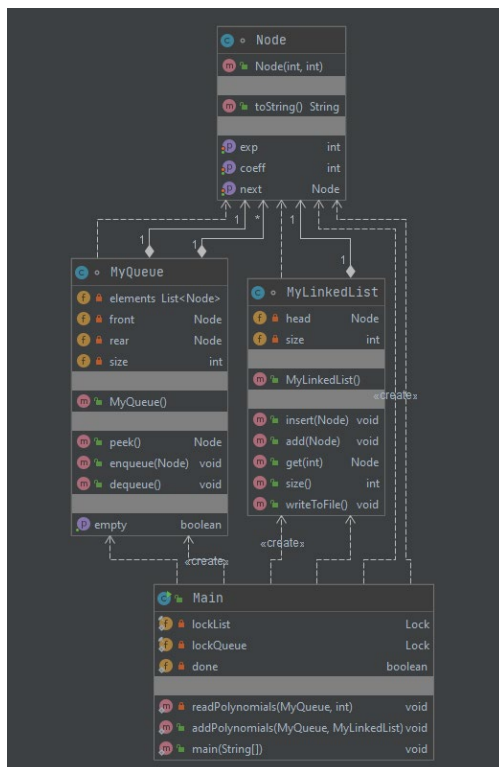 Node
Node(int, int)
toString() String
exp int
coeff int
next Node
1 * 1
1 1 1
MyQueue
elements List<Node>
front Node
rear Node
size int
MyQueue()
peek() Node
enqueue(Node) void
dequeue() void
empty boolean
MyLinkedList
head Node
size int
MyLinkedList()
«create»
insert(Node) void
add(Node) void
get(int) Node
size() int
writeToFile() void
«create»
«create»
Main
lockList Lock
lockQueue Lock
done boolean
readPolynomials(MyQueue, int) void
addPolynomials(MyQueue, MyLinkedList) void
main(String[]) void